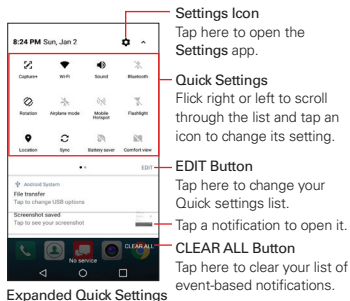 8:24 PM Sun, Jan 2
Capture+ Wi-Fi Sound Bluetooth
Rotation Airplane mode Mobile Hotspot Flashlight
Location Sync Battery saver Comfort view
EDIT
Android System
File transfer
Tap to change USB options
Screenshot saved
Tap to see your screenshot
CLEAR ALL
No service
Expanded Quick Settings
Settings Icon
Tap here to open the
Settings app.
Quick Settings
Flick right or left to scroll
through the list and tap an
icon to change its setting.
EDIT Button
Tap here to change your
Quick settings list.
Tap a notification to open it.
CLEAR ALL Button
Tap here to clear your list of
event-based notifications.